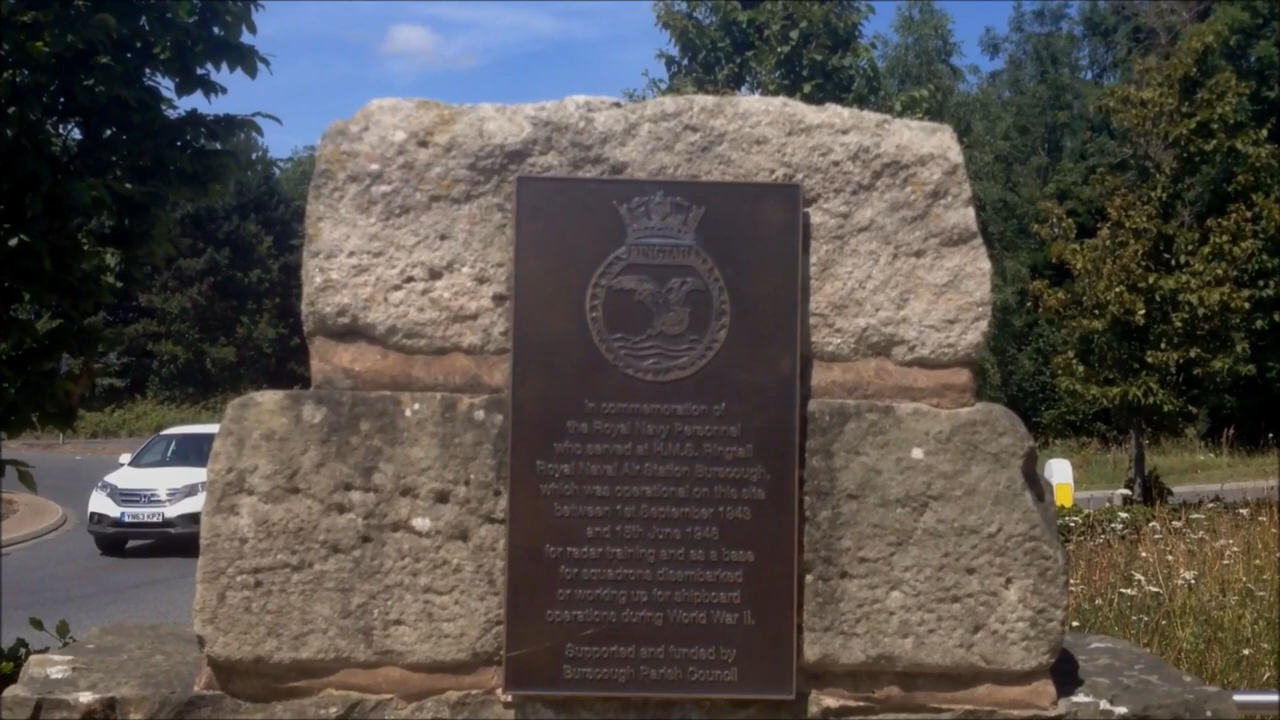 RINGTAIL
In commemoration of
the Royal Navy Personnel
who served at H.M.S. Ringtail
Royal Naval Air Station Burscough,
which was operational on this site
between 1st September 1943
and 15th June 1946
for radar training and as a base
for squadrons disembarked
or working up for shipboard
operations during World War II.
Supported and funded by
Burscough Parish Council
YN63 KPZ